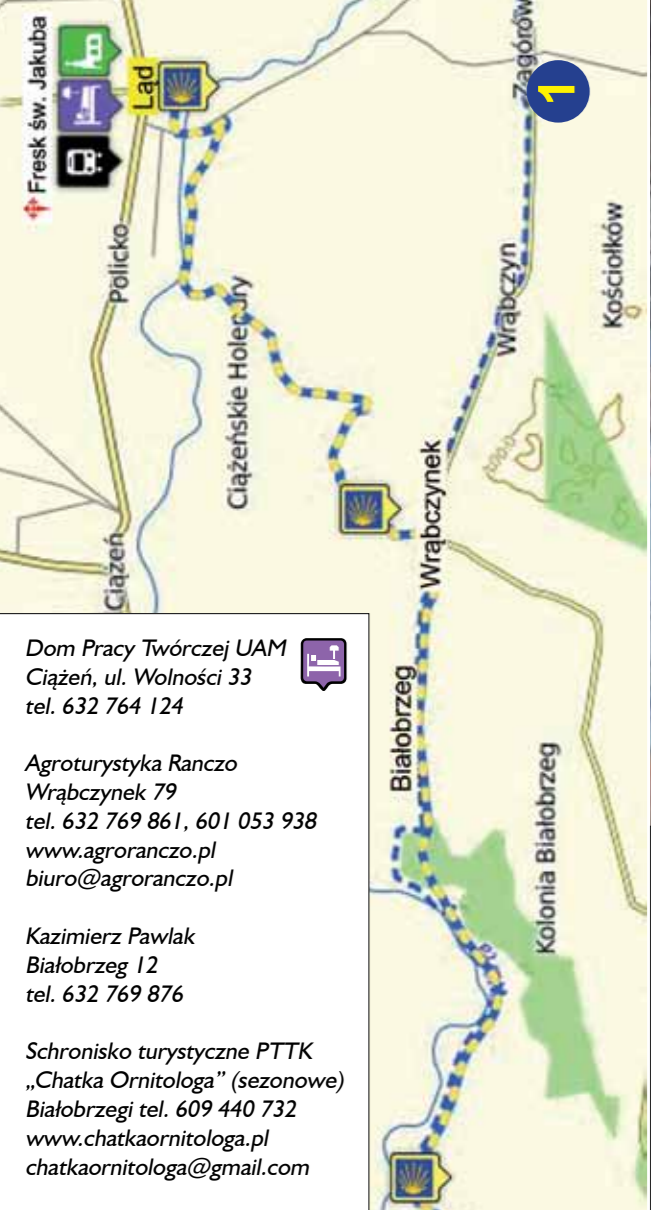 Fresk św. Jakuba
Ląd
Policko
Ciążeń
Ciążeńskie Holendry
Zagórów
1
Wrąbczyn
Kościołków
Wrąbczynek
Białobrzeg
Kolonia Białobrzeg
Dom Pracy Twórczej UAM
Ciążeń, ul. Wolności 33
tel. 632 764 124
Agroturystyka Ranczo
Wrąbczynek 79
tel. 632 769 861, 601 053 938
www.agroranczo.pl
biuro@agroranczo.pl
Kazimierz Pawlak
Białobrzeg 12
tel. 632 769 876
Schronisko turystyczne PTTK
„Chatka Ornitologa” (sezonowe)
Białobrzegi tel. 609 440 732
www.chatkaornitologa.pl
chatkaornitologa@gmail.com